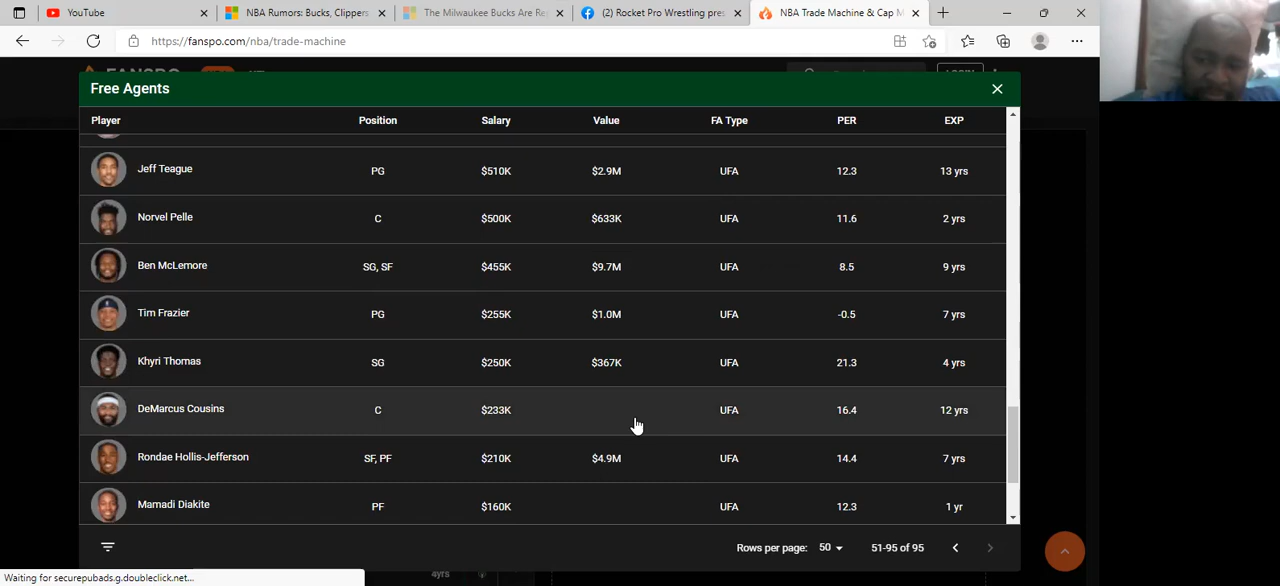 YouTube
NBA Rumors: Bucks, Clippers
The Milwaukee Bucks Are Re
(2) Rocket Pro Wrestling pres
NBA Trade Machine & Cap M
https://fanspo.com/nba/trade-machine
Free Agents
Player Position Salary Value FA Type PER EXP
Jeff Teague PG $510K $2.9M UFA 12.3 13 yrs
Norvel Pelle C $500K $633K UFA 11.6 2 yrs
Ben McLemore SG, SF $455K $9.7M UFA 8.5 9 yrs
Tim Frazier PG $255K $1.0M UFA -0.5 7 yrs
Khyri Thomas SG $250K $367K UFA 21.3 4 yrs
DeMarcus Cousins C $233K UFA 16.4 12 yrs
Rondae Hollis-Jefferson SF, PF $210K $4.9M UFA 14.4 7 yrs
Mamadi Diakite PF $160K UFA 12.3 1 yr
Rows per page: 50 51-95 of 95
Waiting for securepubads.g.doubleclick.net...
4yrs